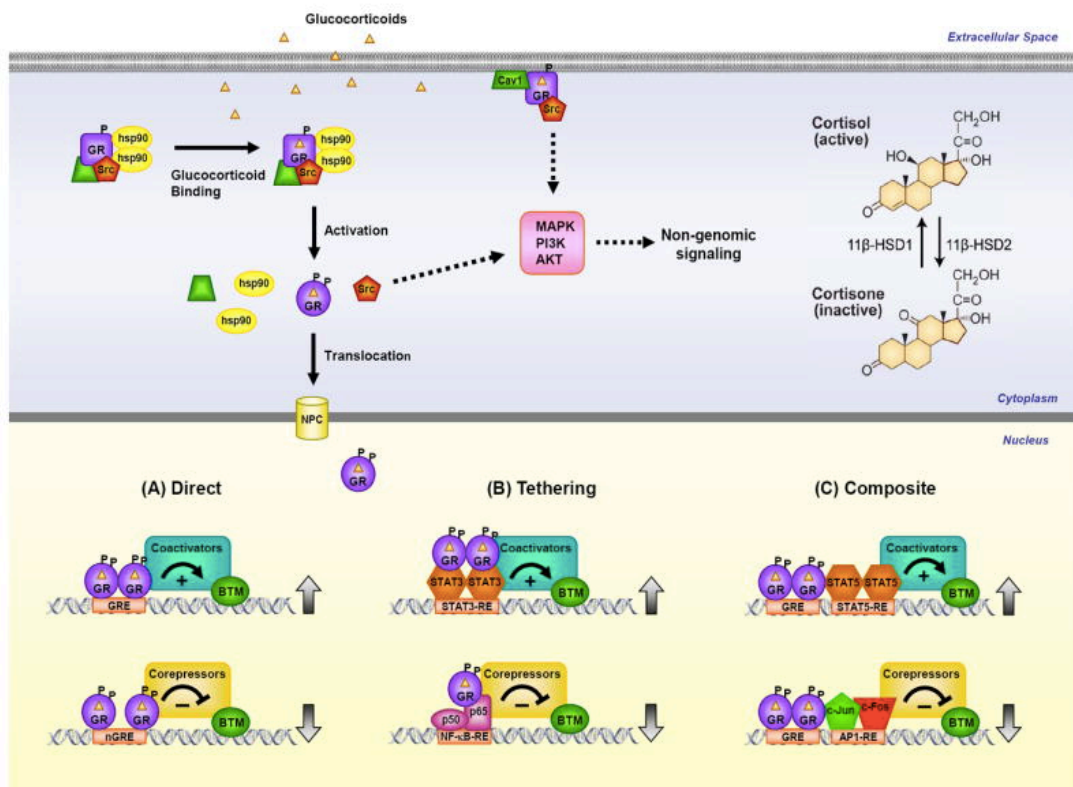 Glucocorticoids
Extracellular Space
P
Cav1
GR
Src
P
GR
hsp90
hsp90
Src
Glucocorticoid
Binding
P
GR
hsp90
hsp90
Src
Activation
hsp90
hsp90
P P
GR
Src
MAPK
PI3K
AKT
Non-genomic
signaling
Cortisol
(active)
CH₂OH
C=O
HO
OH
O
11β-HSD1
11β-HSD2
Cortisone
(inactive)
CH₂OH
C=O
O
OH
O
Translocation
NPC
Cytoplasm
Nucleus
P P
GR
(A) Direct
(B) Tethering
(C) Composite
P P
P P
GR
GR
Coactivators
+
BTM
GRE
P P
P P
GR
GR
STAT3
STAT3
Coactivators
+
BTM
STAT3-RE
P P
P P
GR
GR
STAT5
STAT5
Coactivators
+
BTM
GRE
STAT5-RE
P P
P P
GR
GR
Corepressors
–
BTM
nGRE
P P
GR
p50
p65
Corepressors
–
BTM
NF-κB-RE
P P
P P
GR
GR
c-Jun
c-Fos
Corepressors
–
BTM
GRE
AP1-RE